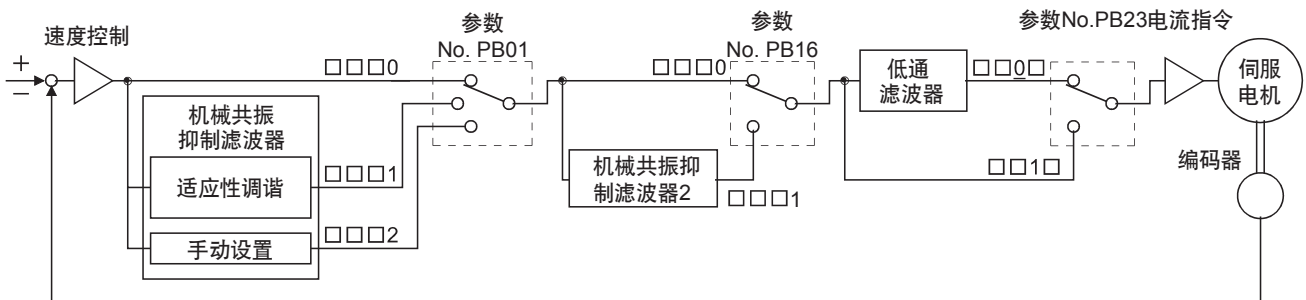 速度控制
+
−
□□□0
机械共振
抑制滤波器
适应性调谐
□□□1
手动设置
□□□2
参数
No. PB01
□□□0
机械共振抑
制滤波器2
□□□1
参数
No. PB16
低通
滤波器
□□0□
□□1□
参数No.PB23电流指令
伺服
电机
编码器